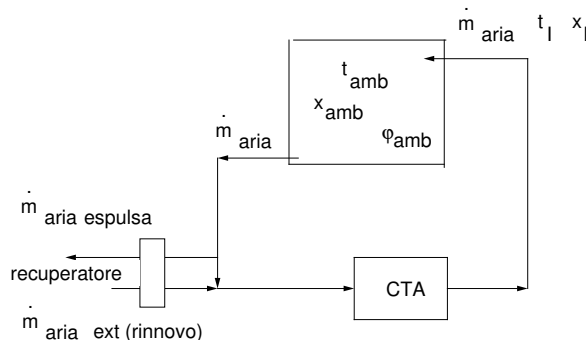 ṁ aria t I x I
t amb
x amb
φ amb
ṁ aria
ṁ aria espulsa
recuperatore
CTA
ṁ aria ext (rinnovo)